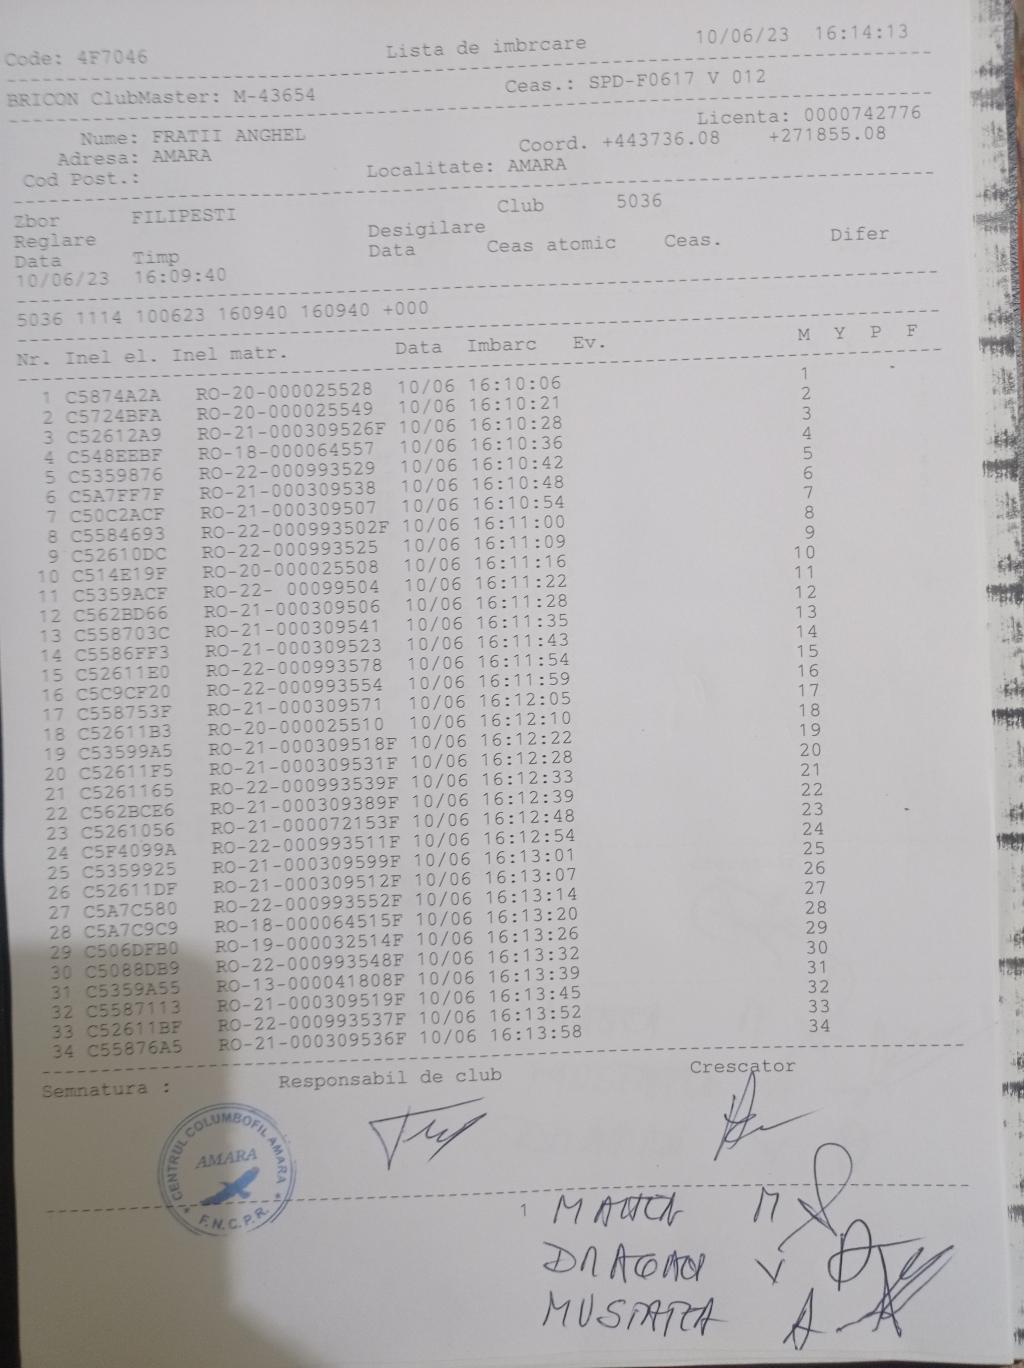 Code: 4F7046 Lista de imbrcare 10/06/23 16:14:13
BRICON ClubMaster: M-43654 Ceas.: SPD-F0617 V 012
Licenta: 0000742776
Nume: FRATII ANGHEL Coord. +443736.08 +271855.08
Adresa: AMARA
Cod Post.: Localitate: AMARA
Zbor FILIPESTI Club 5036
Reglare Desigilare
Data Timp Data Ceas atomic Ceas. Difer
10/06/23 16:09:40
5036 1114 100623 160940 160940 +000
Nr. Inel el. Inel matr. Data Imbarc Ev. M Y P F
1 C5874A2A RO-20-000025528 10/06 16:10:06 1
2 C5724BFA RO-20-000025549 10/06 16:10:21 2
3 C52612A9 RO-21-000309526F 10/06 16:10:28 3
4 C548EEBF RO-18-000064557 10/06 16:10:36 4
5 C5359876 RO-22-000993529 10/06 16:10:42 5
6 C5A7FF7F RO-21-000309538 10/06 16:10:48 6
7 C50C2ACF RO-21-000309507 10/06 16:10:54 7
8 C5584693 RO-22-000993502F 10/06 16:11:00 8
9 C52610DC RO-22-000993525 10/06 16:11:09 9
10 C514E19F RO-20-000025508 10/06 16:11:16 10
11 C5359ACF RO-22- 00099504 10/06 16:11:22 11
12 C562BD66 RO-21-000309506 10/06 16:11:28 12
13 C558703C RO-21-000309541 10/06 16:11:35 13
14 C5586FF3 RO-21-000309523 10/06 16:11:43 14
15 C52611E0 RO-22-000993578 10/06 16:11:54 15
16 C5C9CF20 RO-22-000993554 10/06 16:11:59 16
17 C558753F RO-21-000309571 10/06 16:12:05 17
18 C52611B3 RO-20-000025510 10/06 16:12:10 18
19 C53599A5 RO-21-000309518F 10/06 16:12:22 19
20 C52611F5 RO-21-000309531F 10/06 16:12:28 20
21 C5261165 RO-22-000993539F 10/06 16:12:33 21
22 C562BCE6 RO-21-000309389F 10/06 16:12:39 22
23 C5261056 RO-21-000072153F 10/06 16:12:48 23
24 C5F4099A RO-22-000993511F 10/06 16:12:54 24
25 C5359925 RO-21-000309599F 10/06 16:13:01 25
26 C52611DF RO-21-000309512F 10/06 16:13:07 26
27 C5A7C580 RO-22-000993552F 10/06 16:13:14 27
28 C5A7C9C9 RO-18-000064515F 10/06 16:13:20 28
29 C506DFB0 RO-19-000032514F 10/06 16:13:26 29
30 C5088DB9 RO-22-000993548F 10/06 16:13:32 30
31 C5359A55 RO-13-000041808F 10/06 16:13:39 31
32 C5587113 RO-21-000309519F 10/06 16:13:45 32
33 C52611BF RO-22-000993537F 10/06 16:13:52 33
34 C55876A5 RO-21-000309536F 10/06 16:13:58 34
Semnatura : Responsabil de club Crescator
CENTRUL COLUMBOFIL AMARA
AMARA
* F.N.C.P.R. *
1
M
V
MUSTATEA A